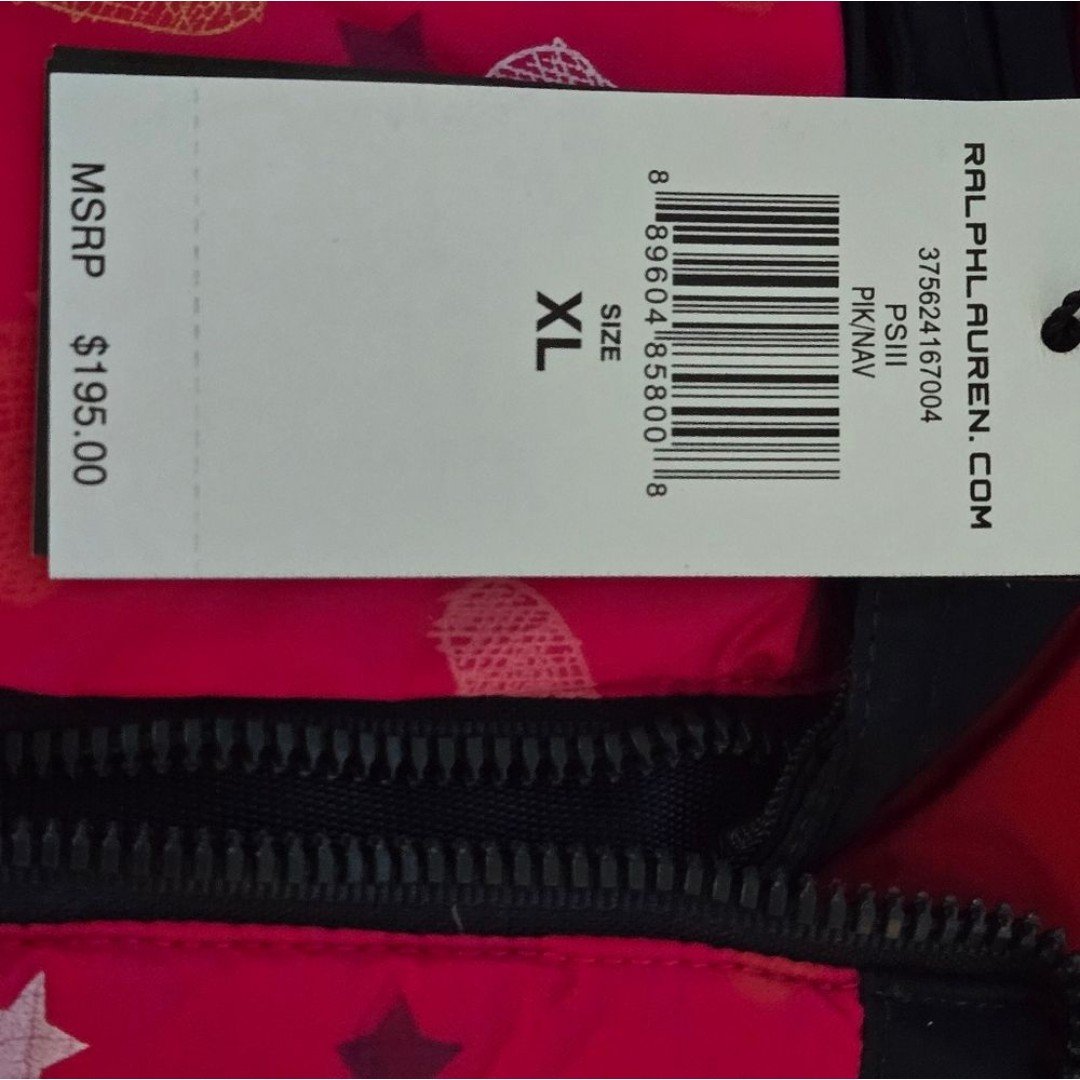 RALPHLAUREN.COM
375624167004
PSIII
PIK/NAV
8 89604 85800 8
SIZE
XL
MSRP $195.00